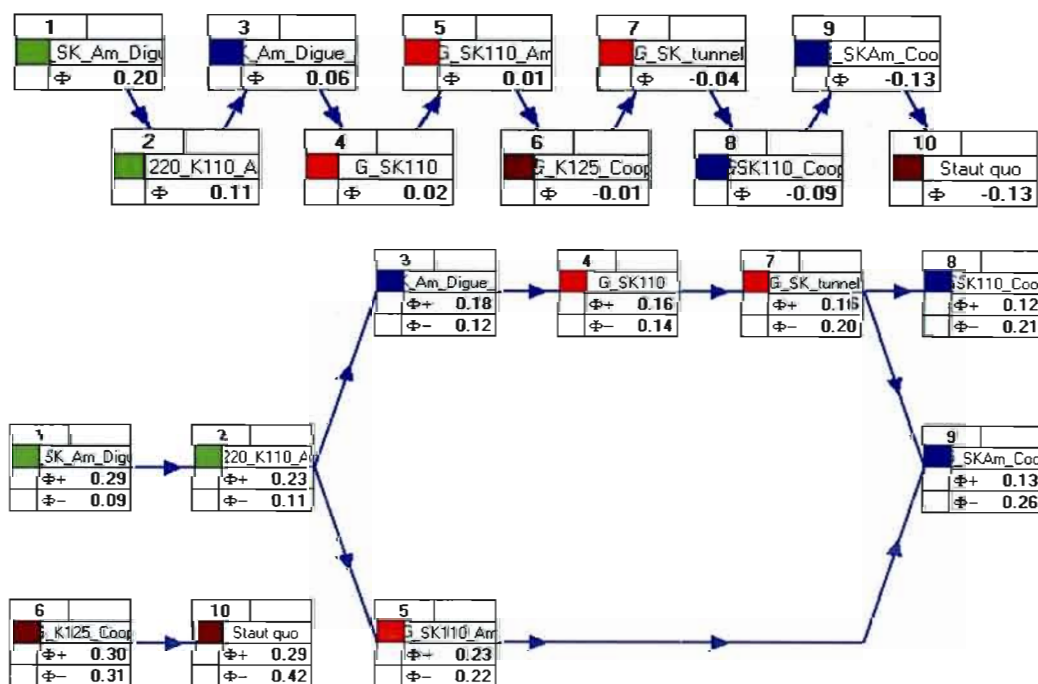 1
_SK_Am_Digu
Φ 0.20
3
_Am_Digue_
Φ 0.06
5
G_SK110_Am
Φ 0.01
7
G_SK_tunnel
Φ -0.04
9
_SKAm_Coo
Φ -0.13
2
220_K110_A
Φ 0.11
4
G_SK110
Φ 0.02
6
G_K125_Coop
Φ -0.01
8
SK110_Coop
Φ -0.09
10
Staut quo
Φ -0.13
3
_Am_Digue_
Φ+ 0.18
Φ- 0.12
4
G_SK110
Φ+ 0.16
Φ- 0.14
7
G_SK_tunnel
Φ+ 0.16
Φ- 0.20
8
SK110_Coo
Φ+ 0.12
Φ- 0.21
1
_SK_Am_Digu
Φ+ 0.29
Φ- 0.09
2
220_K110_A
Φ+ 0.23
Φ- 0.11
9
_SKAm_Coo
Φ+ 0.13
Φ- 0.26
6
_K125_Coop
Φ+ 0.30
Φ- 0.31
10
Staut quo
Φ+ 0.29
Φ- 0.42
5
G_SK110_Am
Φ+ 0.23
Φ- 0.22